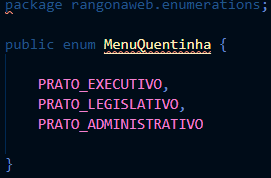 package rangonaweb.enumerations;
public enum MenuQuentinha {
PRATO_EXECUTIVO,
PRATO_LEGISLATIVO,
PRATO_ADMINISTRATIVO
}